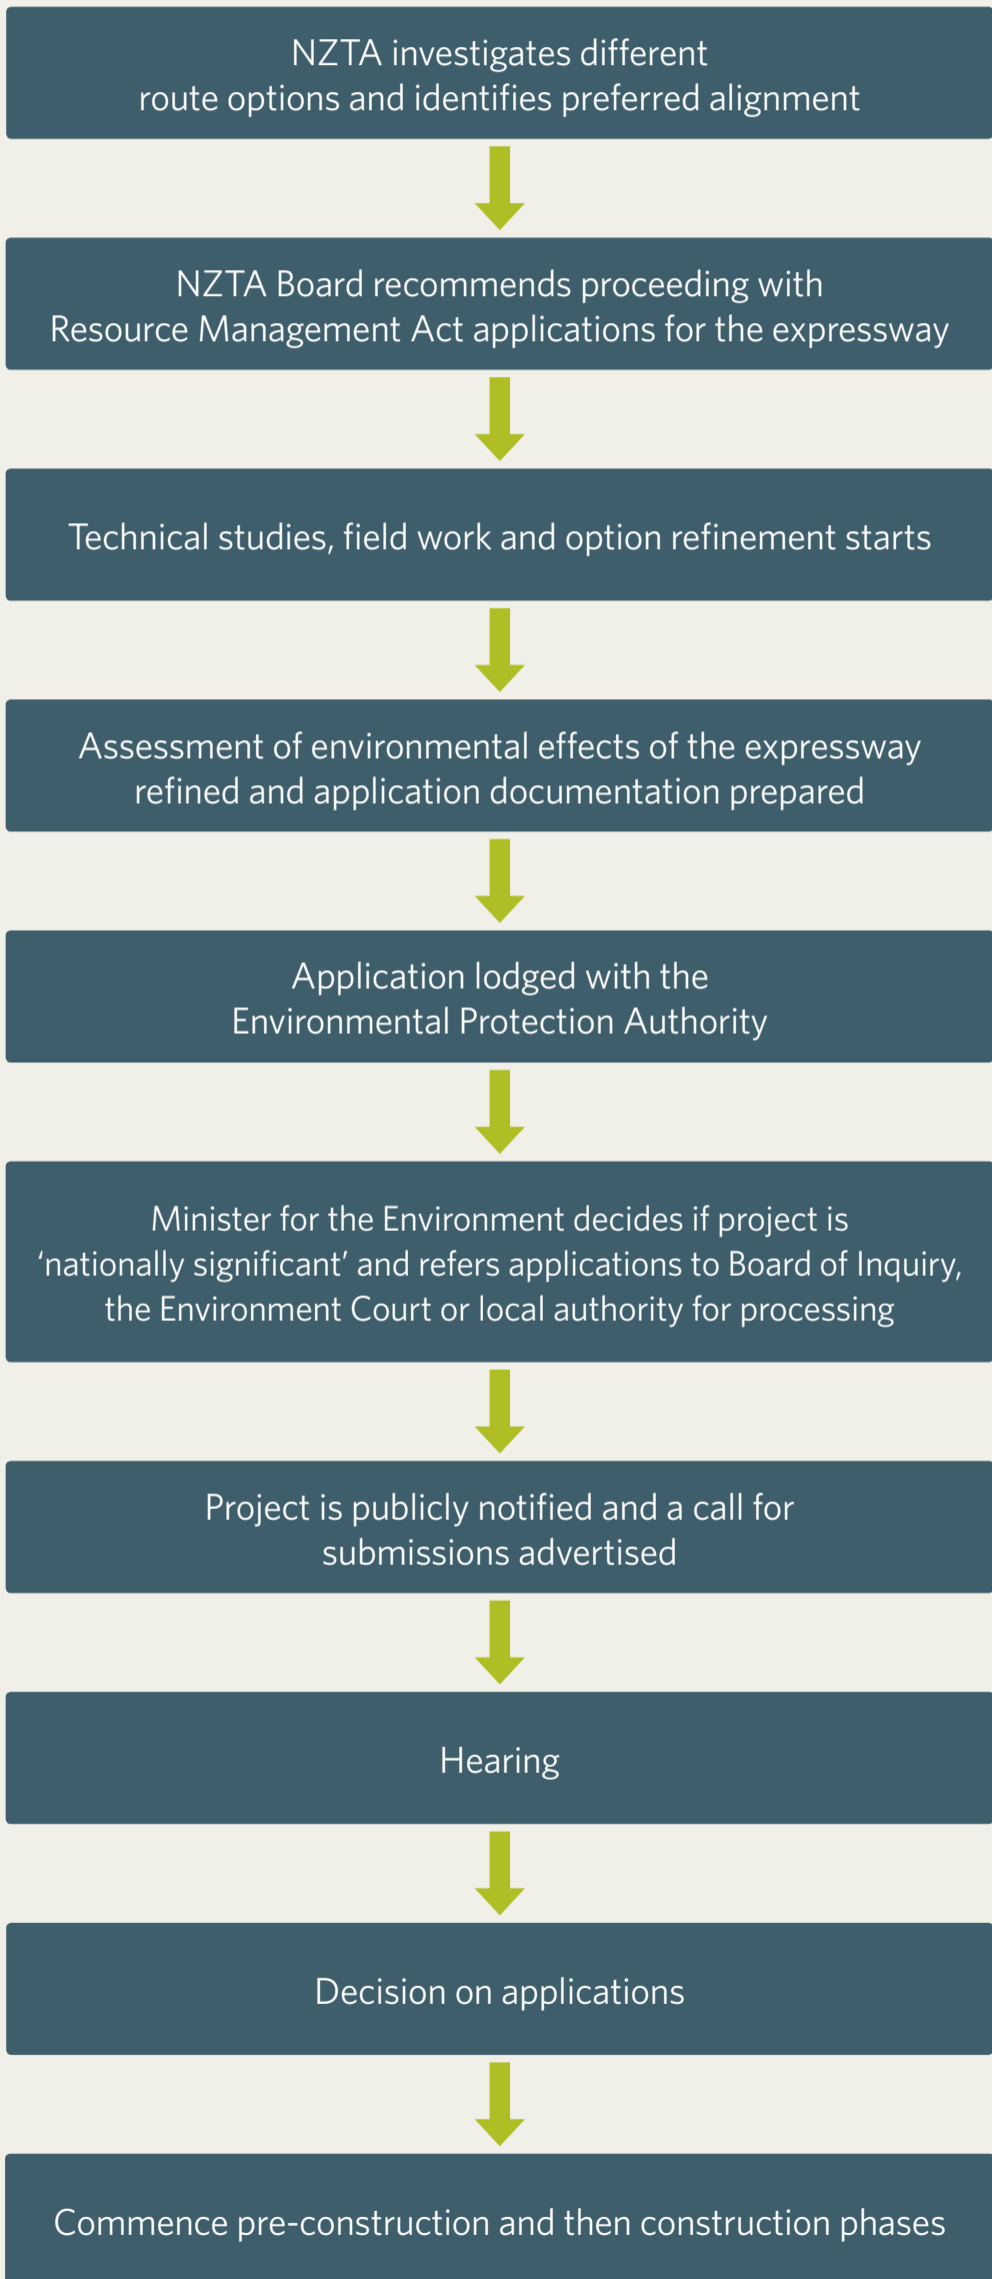 NZTA investigates different
route options and identifies preferred alignment
NZTA Board recommends proceeding with
Resource Management Act applications for the expressway
Technical studies, field work and option refinement starts
Assessment of environmental effects of the expressway
refined and application documentation prepared
Application lodged with the
Environmental Protection Authority
Minister for the Environment decides if project is
‘nationally significant’ and refers applications to Board of Inquiry,
the Environment Court or local authority for processing
Project is publicly notified and a call for
submissions advertised
Hearing
Decision on applications
Commence pre-construction and then construction phases